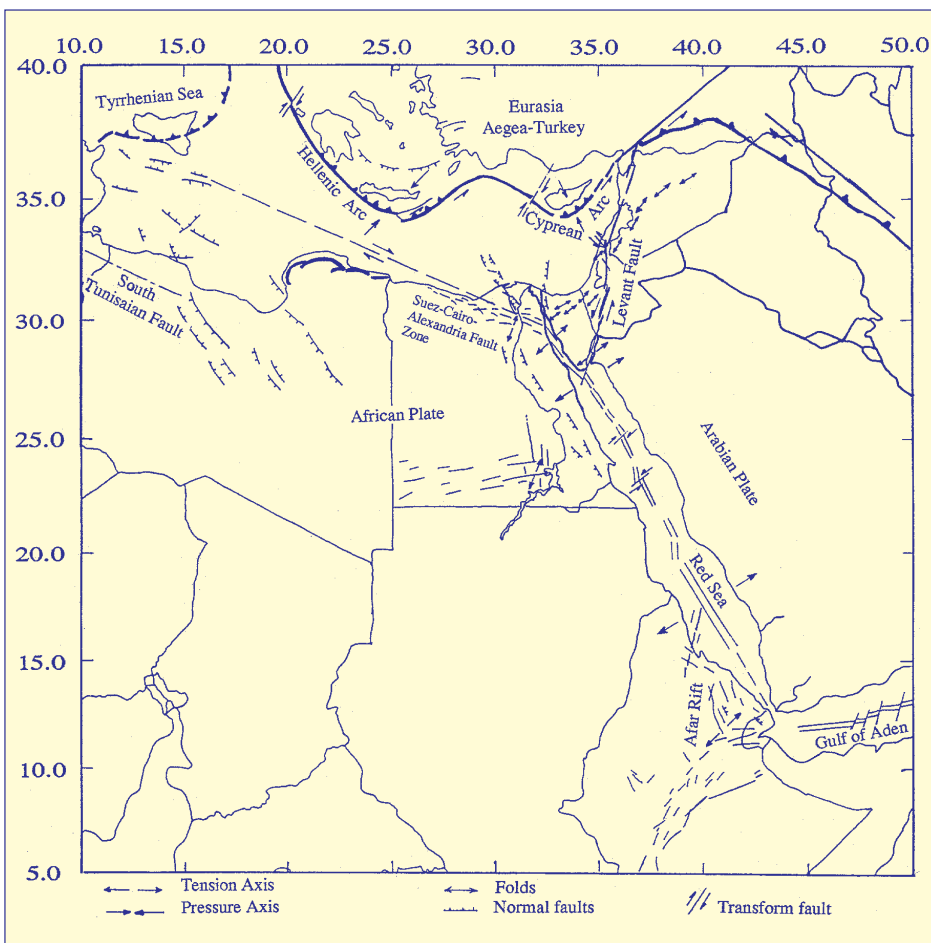 10.0 15.0 20.0 25.0 30.0 35.0 40.0 45.0 50.0
40.0
Tyrrhenian Sea
Eurasia
Aegea-Turkey
Hellenic Arc
35.0
Cyprean Arc
South
Tunisaian Fault
Levant Fault
30.0
Suez-Cairo-
Alexandria Fault
Zone
African Plate
25.0
Arabian Plate
20.0
Red Sea
15.0
Afar Rift
Gulf of Aden
10.0
5.0
Tension Axis
Folds
Pressure Axis
Normal faults
Transform fault